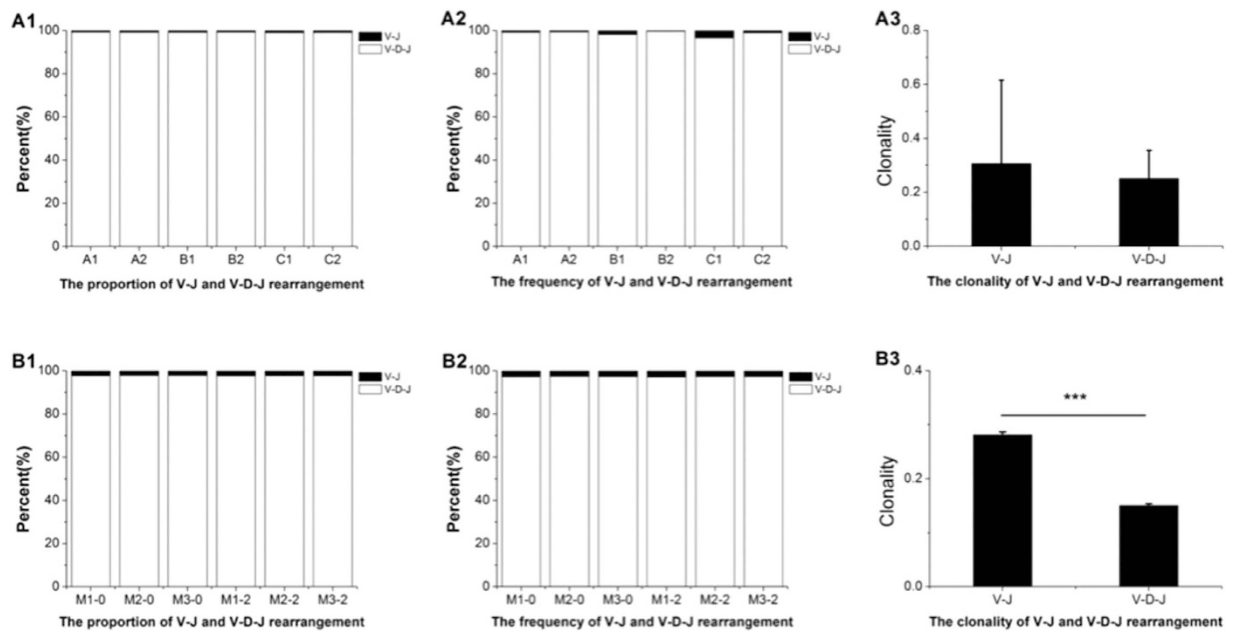 A1
100
80
60
40
20
0
Percent(%)
V-J
V-D-J
A1 A2 B1 B2 C1 C2
The proportion of V-J and V-D-J rearrangement
A2
100
80
60
40
20
0
Percent(%)
V-J
V-D-J
A1 A2 B1 B2 C1 C2
The frequency of V-J and V-D-J rearrangement
A3
0.8
0.6
0.4
0.2
0.0
Clonality
V-J V-D-J
The clonality of V-J and V-D-J rearrangement
B1
100
80
60
40
20
0
Percent(%)
V-J
V-D-J
M1-0 M2-0 M3-0 M1-2 M2-2 M3-2
The proportion of V-J and V-D-J rearrangement
B2
100
80
60
40
20
0
Percent(%)
V-J
V-D-J
M1-0 M2-0 M3-0 M1-2 M2-2 M3-2
The frequency of V-J and V-D-J rearrangement
B3
0.4
0.2
0.0
Clonality
***
V-J V-D-J
The clonality of V-J and V-D-J rearrangement